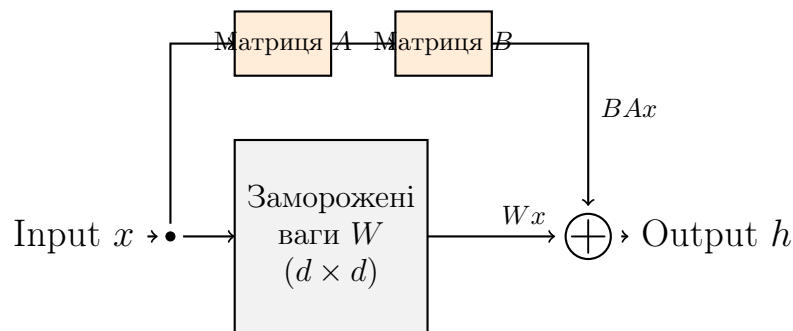 Матриця A
Матриця B
BAx
Заморожені
ваги W
(d × d)
Input x
Wx
Output h